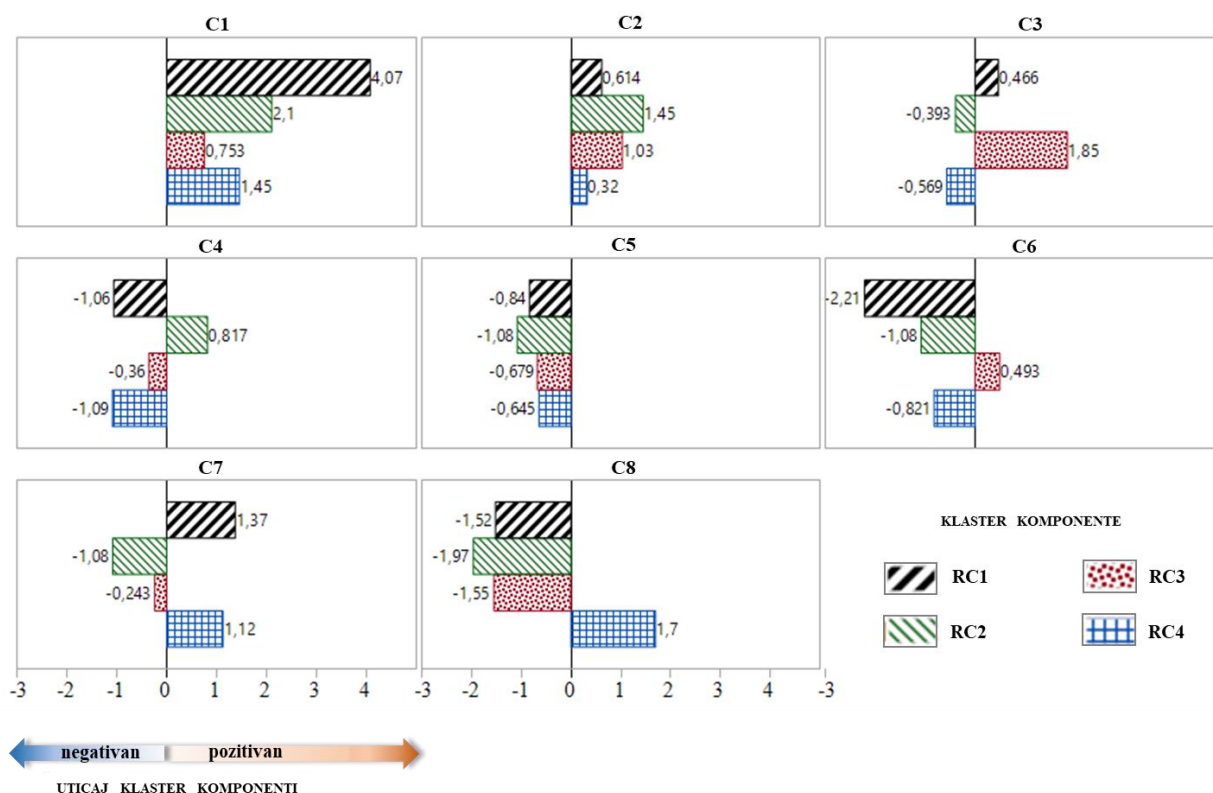 C1
C2
C3
4,07
2,1
0,753
1,45
0,614
1,45
1,03
0,32
0,466
-0,393
1,85
-0,569
C4
C5
C6
-1,06
0,817
-0,36
-1,09
-0,84
-1,08
-0,679
-0,645
-2,21
-1,08
0,493
-0,821
C7
C8
1,37
-1,08
-0,243
1,12
-1,52
-1,97
-1,55
1,7
KLASTER KOMPONENTE
RC1
RC3
RC2
RC4
-3 -2 -1 0 1 2 3 4 -3 -2 -1 0 1 2 3 4 -3
negativan pozitivan
UTICAJ KLASTER KOMPONENTI